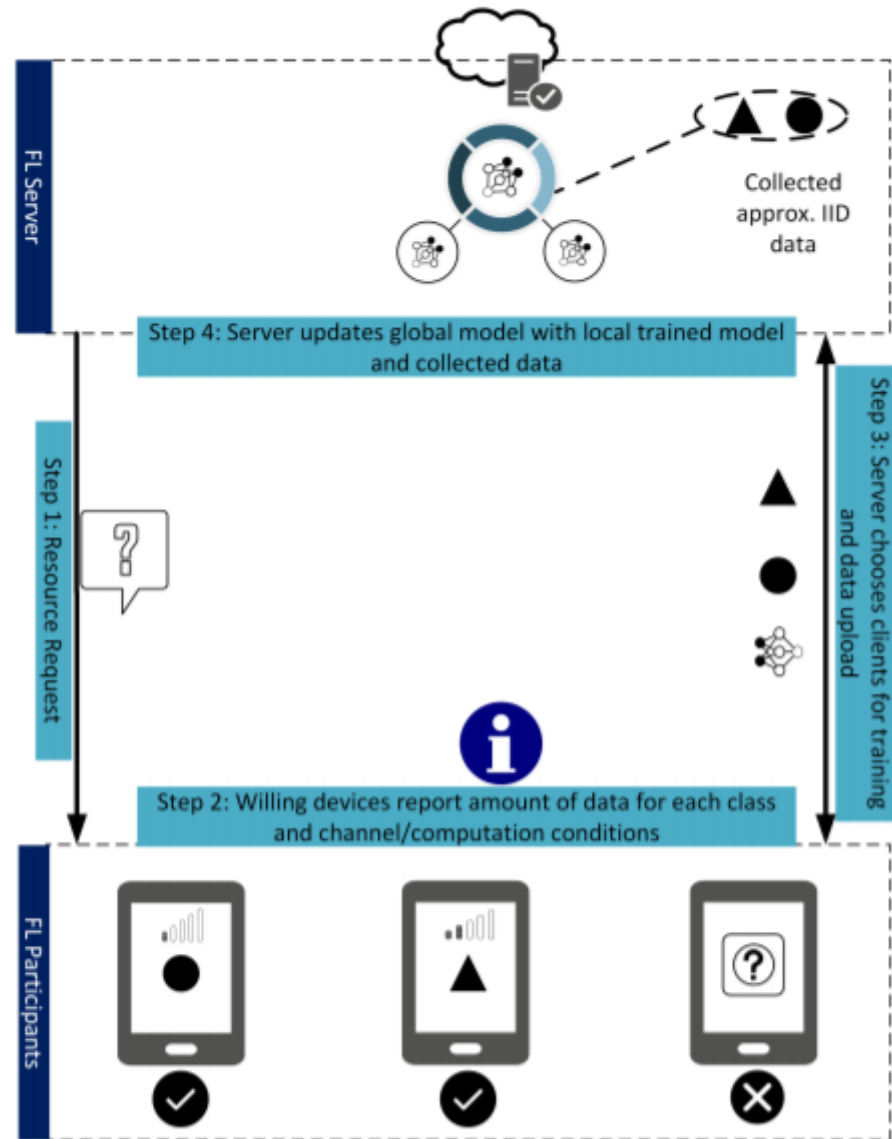 FL Server
Collected
approx. IID
data
Step 4: Server updates global model with local trained model
and collected data
Step 1: Resource Request
?
Step 3: Server chooses clients for training
and data upload
i
Step 2: Willing devices report amount of data for each class
and channel/computation conditions
FL Participants
?